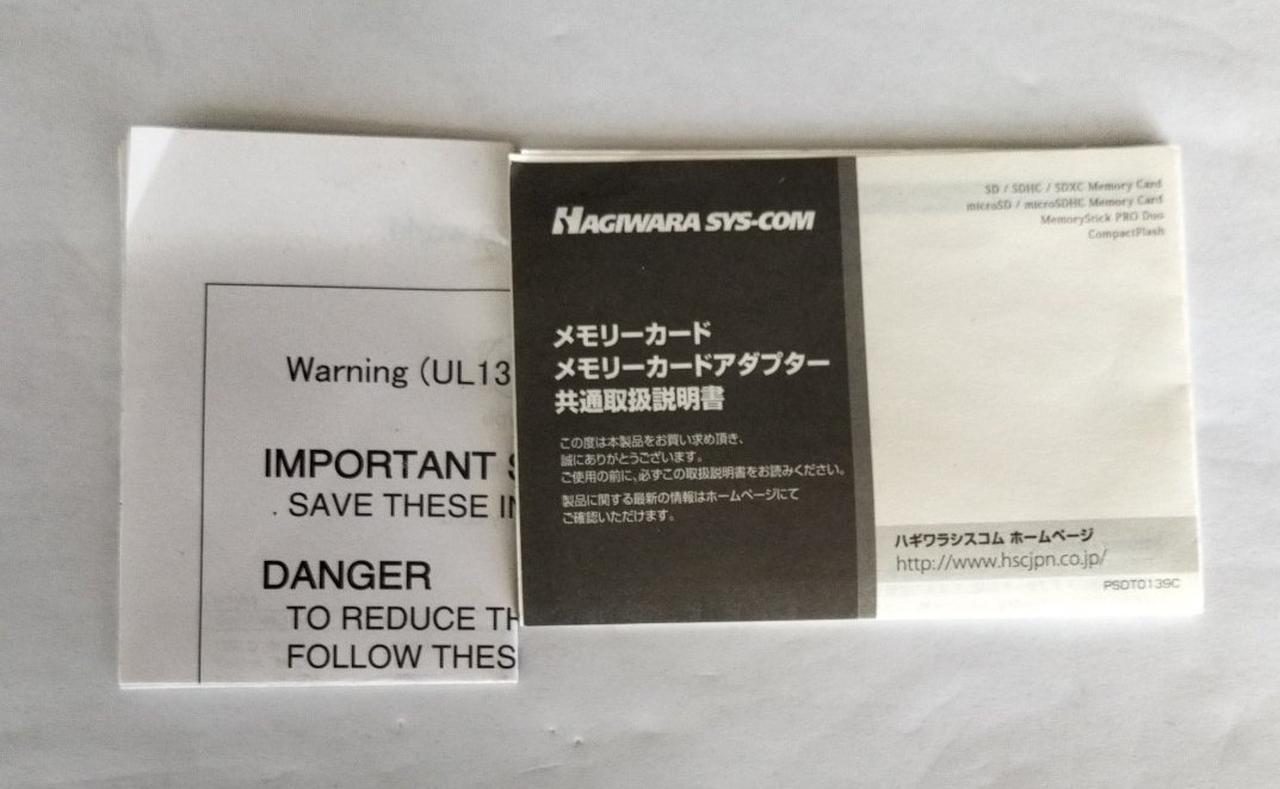 Warning (UL13
IMPORTANT
. SAVE THESE
DANGER
TO REDUCE
FOLLOW THES
HAGIWARA SYS-COM
メモリーカード
メモリーカードアダプター
共通取扱説明書
この度は本製品をお買い求め頂き、
誠にありがとうございます。
ご使用の前に、必ずこの取扱説明書をお読みください。
製品に関する最新の情報はホームページにて
ご確認いただけます。
SD / SDHC / SDXC Memory Card
microSD / microSDHC Memory Card
MemoryStick PRO Duo
CompactFlash
ハギワラシスコム ホームページ
http://www.hscjpn.co.jp/
PSDT0139C